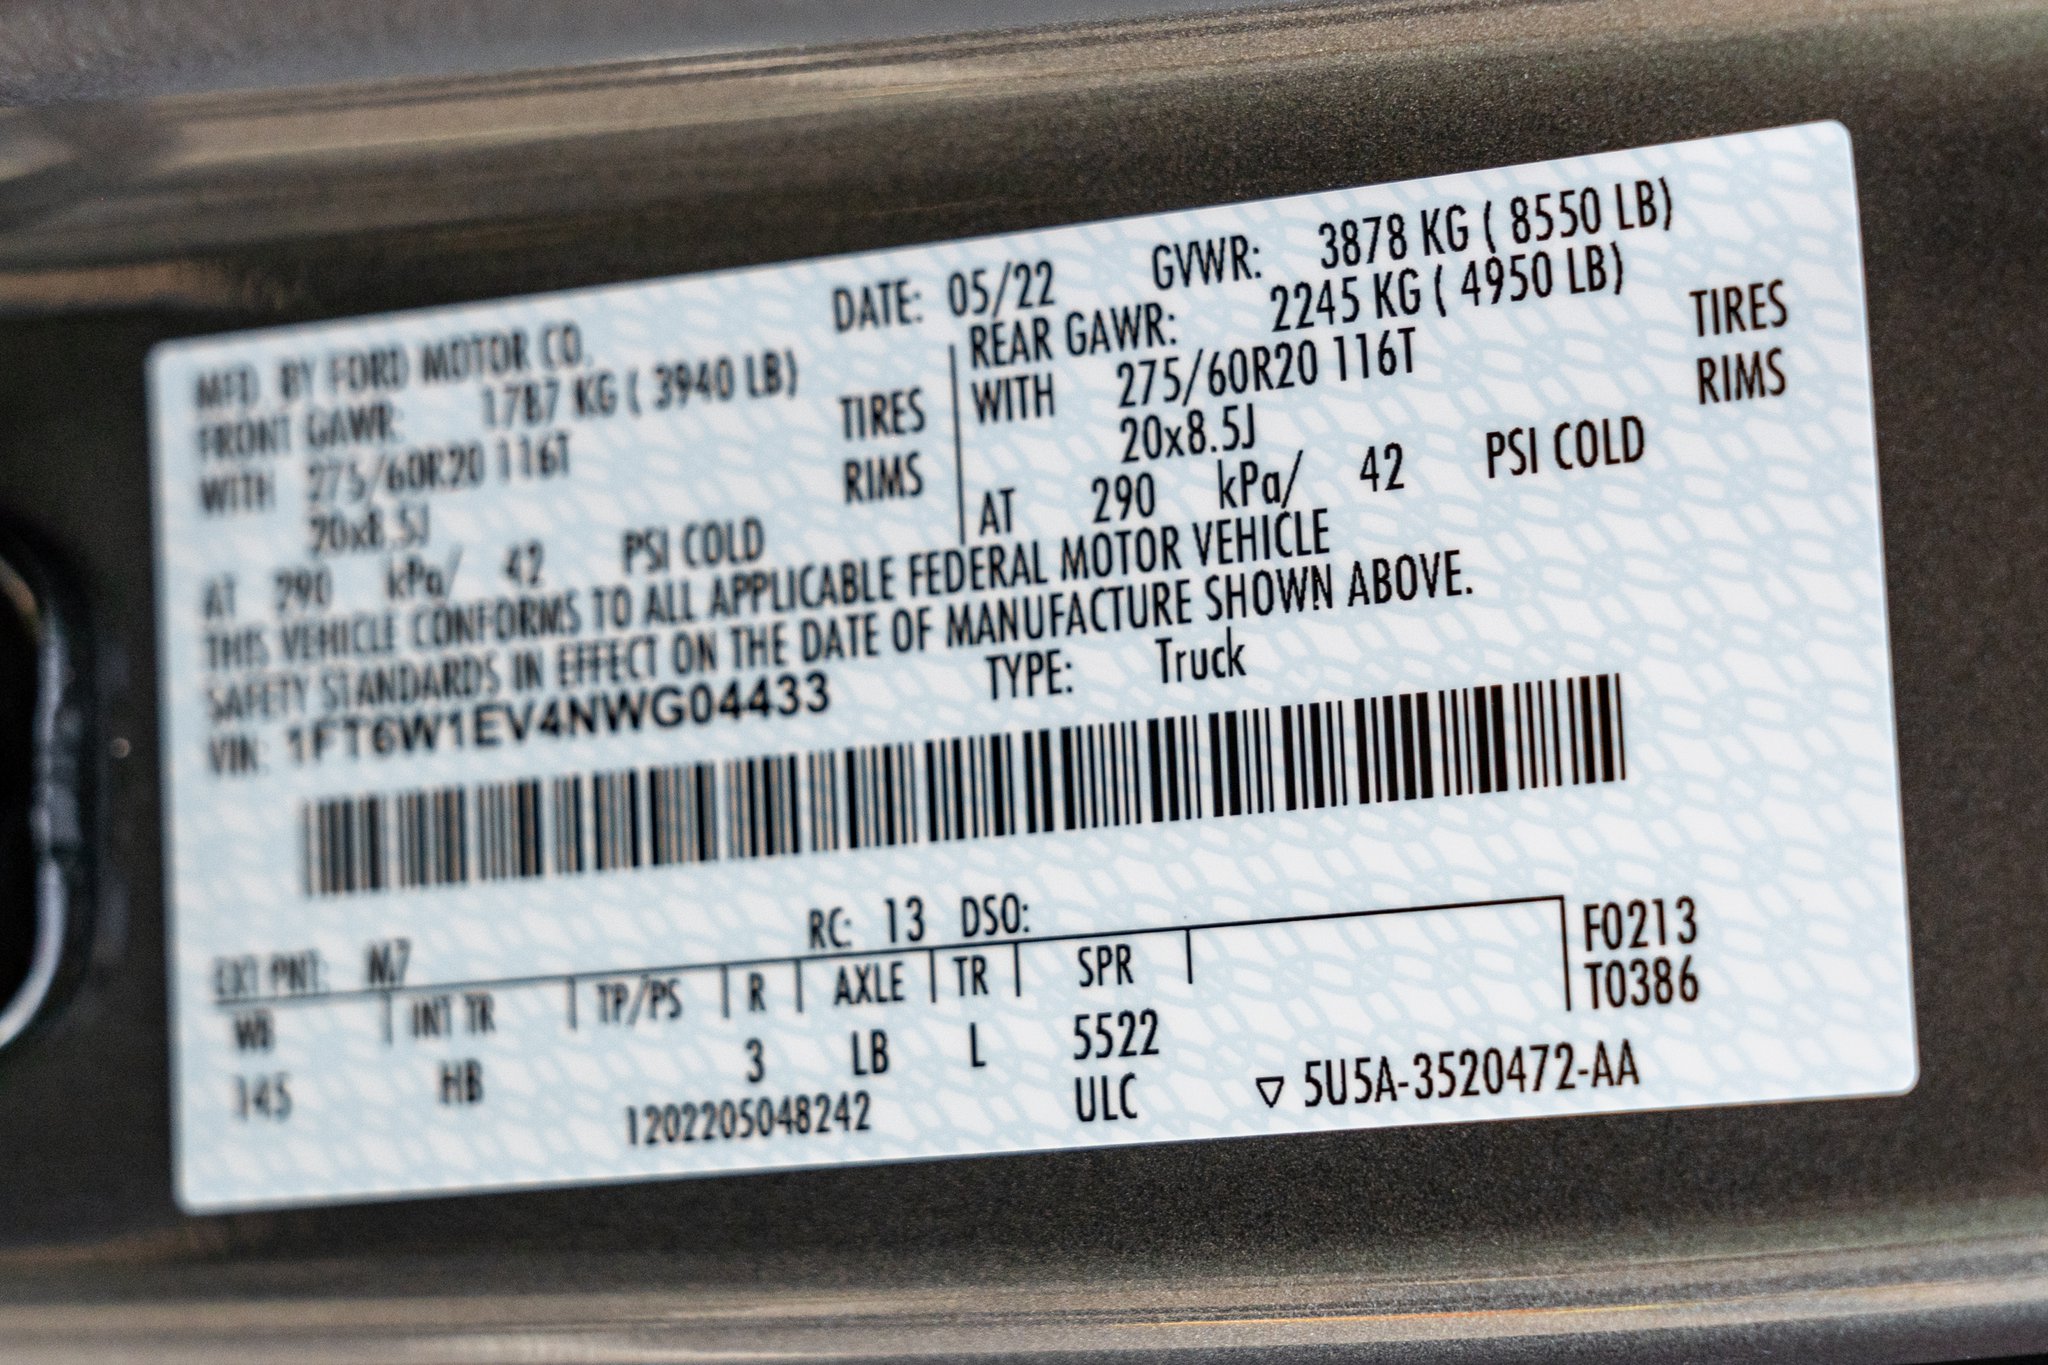 MFD. BY FORD MOTOR CO. DATE: 05/22 GVWR: 3878 KG ( 8550 LB)
FRONT GAWR: 1787 KG ( 3940 LB) REAR GAWR: 2245 KG ( 4950 LB)
WITH 275/60R20 116T TIRES WITH 275/60R20 116T TIRES
20x8.5J RIMS 20x8.5J RIMS
AT 290 kPa/ 42 PSI COLD AT 290 kPa/ 42 PSI COLD
THIS VEHICLE CONFORMS TO ALL APPLICABLE FEDERAL MOTOR VEHICLE
SAFETY STANDARDS IN EFFECT ON THE DATE OF MANUFACTURE SHOWN ABOVE.
VIN: 1FT6W1EV4NWG04433 TYPE: Truck
EXT PNT: M7 RC: 13 DSO: F0213
WB INT TR TP/PS R AXLE TR SPR T0386
145 HB 3 LB L 5522
1202205048242 ULC ▽ 5U5A-3520472-AA